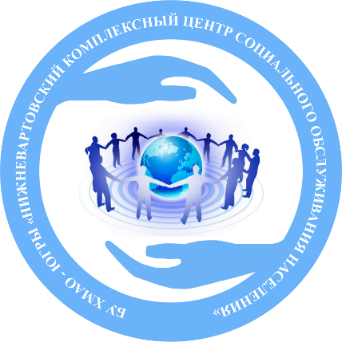 БУ ХМАО - ЮГРЫ «НИЖНЕВАРТОВСКИЙ КОМПЛЕКСНЫЙ ЦЕНТР СОЦИАЛЬНОГО ОБСЛУЖИВАНИЯ НАСЕЛЕНИЯ»